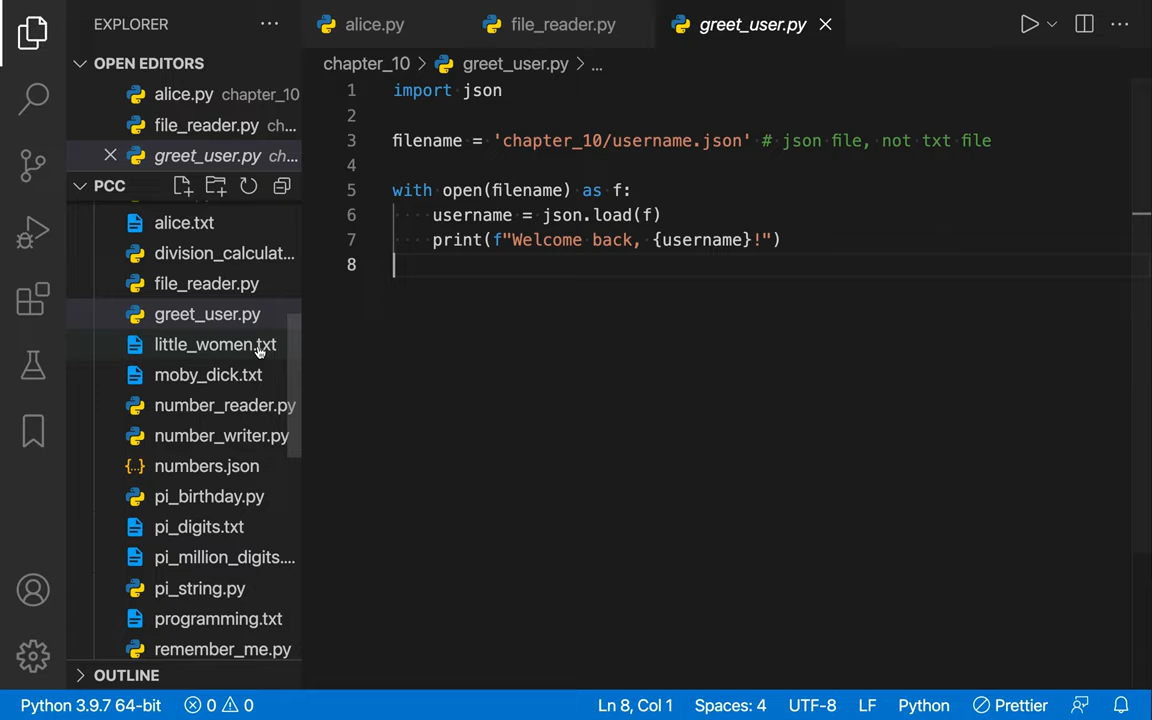 EXPLORER ...
OPEN EDITORS
alice.py chapter_10
file_reader.py ch...
greet_user.py ch...
PCC
alice.txt
division_calculat...
file_reader.py
greet_user.py
little_women.txt
moby_dick.txt
number_reader.py
number_writer.py
{..} numbers.json
pi_birthday.py
pi_digits.txt
pi_million_digits....
pi_string.py
programming.txt
remember_me.py
OUTLINE
alice.py file_reader.py greet_user.py
chapter_10 > greet_user.py > ...
1 import json
2
3 filename = 'chapter_10/username.json' # json file, not txt file
4
5 with open(filename) as f:
6 username = json.load(f)
7 print(f"Welcome back, {username}!")
8
Python 3.9.7 64-bit 0 0 Ln 8, Col 1 Spaces: 4 UTF-8 LF Python Prettier